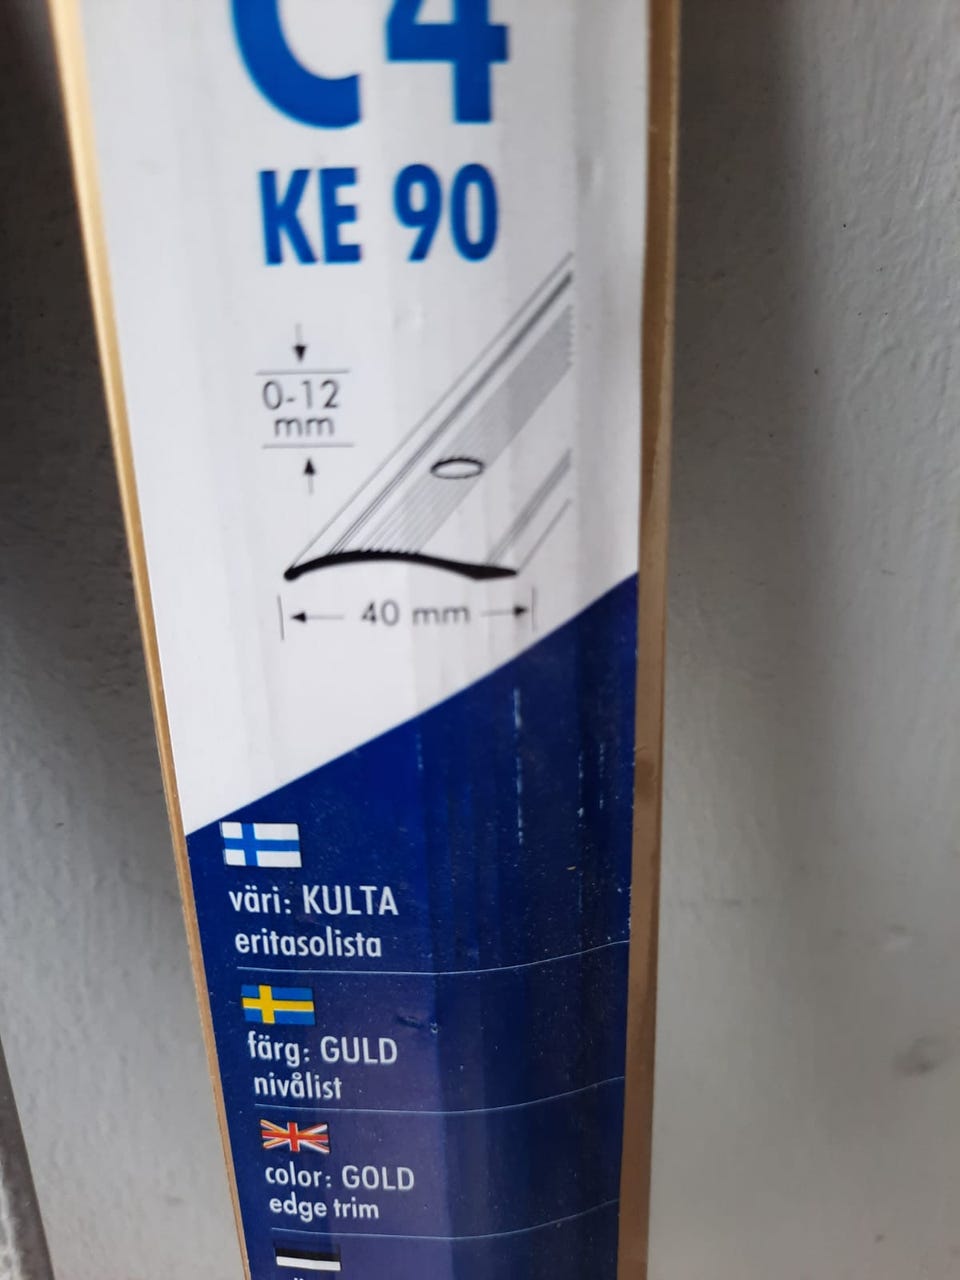 C4
KE 90
0-12
mm
40 mm
väri: KULTA
eritasolista
färg: GULD
nivålist
color: GOLD
edge trim